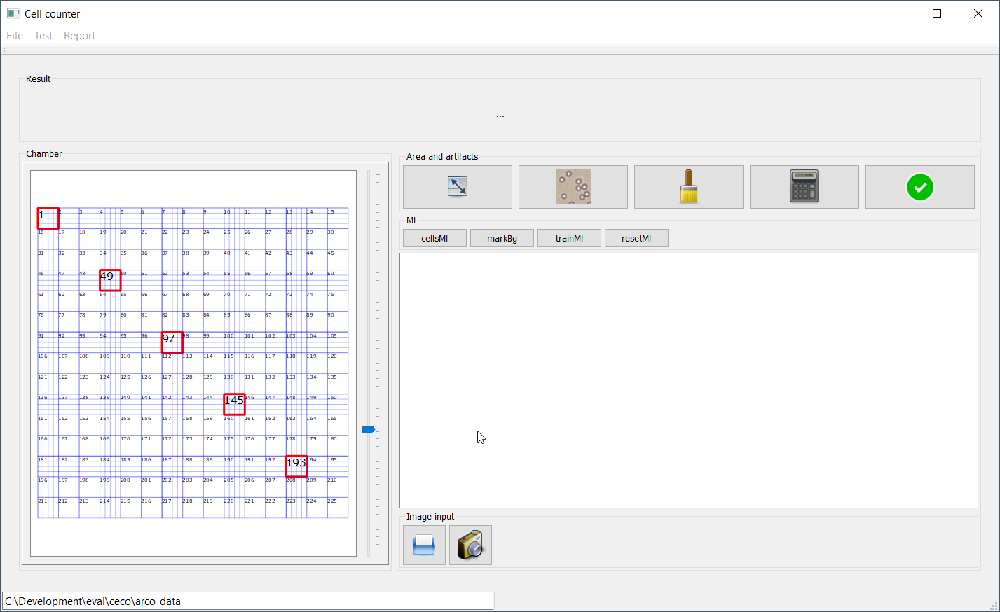 Cell counter
File Test Report
Result
...
Chamber
Area and artifacts
ML
cellsMl markBg trainMl resetMl
1 2 3 4 5 6 7 8 9 10 11 12 13 14 15
16 17 18 19 20 21 22 23 24 25 26 27 28 29 30
31 32 33 34 35 36 37 38 39 40 41 42 43 44 45
46 47 48 49 50 51 52 53 54 55 56 57 58 59 60
61 62 63 64 65 66 67 68 69 70 71 72 73 74 75
76 77 78 79 80 81 82 83 84 85 86 87 88 89 90
91 92 93 94 95 96 97 98 99 100 101 102 103 104 105
106 107 108 109 110 111 112 113 114 115 116 117 118 119 120
121 122 123 124 125 126 127 128 129 130 131 132 133 134 135
136 137 138 139 140 141 142 143 144 145 146 147 148 149 150
151 152 153 154 155 156 157 158 159 160 161 162 163 164 165
166 167 168 169 170 171 172 173 174 175 176 177 178 179 180
181 182 183 184 185 186 187 188 189 190 191 192 193 194 195
196 197 198 199 200 201 202 203 204 205 206 207 208 209 210
211 212 213 214 215 216 217 218 219 220 221 222 223 224 225
Image input
C:\Development\eval\ceco\arco_data